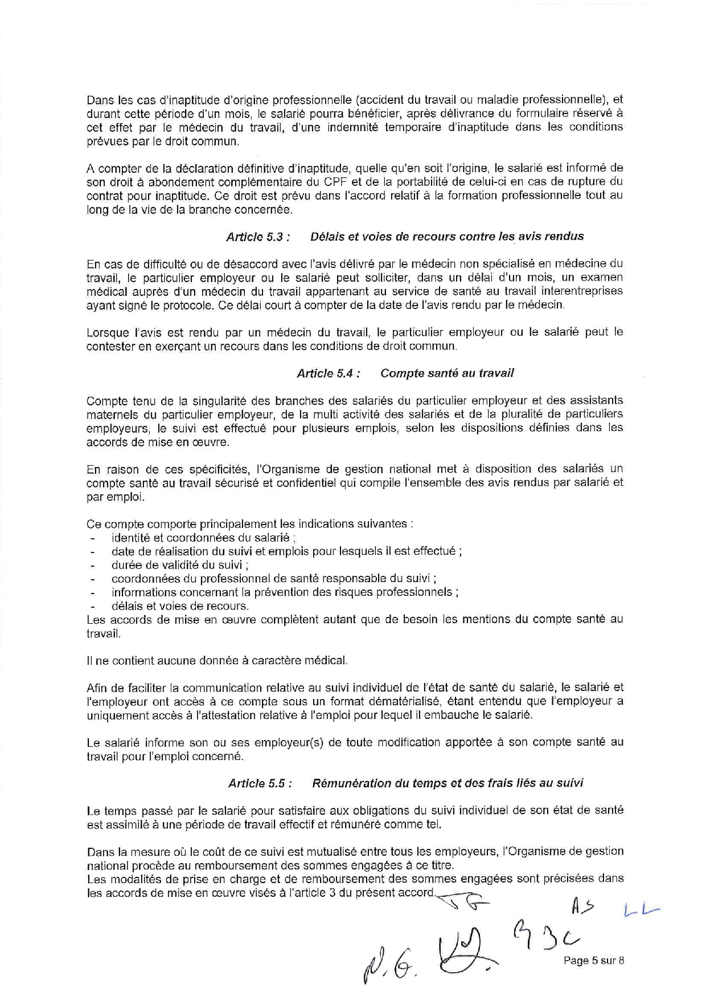 Dans les cas d'inaptitude d'origine professionnelle (accident du travail ou maladie professionnelle), et
durant cette période d'un mois, le salarié pourra bénéficier, après délivrance du formulaire réservé à
cet effet par le médecin du travail, d'une indemnité temporaire d'inaptitude dans les conditions
prévues par le droit commun.
A compter de la déclaration définitive d'inaptitude, quelle qu'en soit l'origine, le salarié est informé de
son droit à abondement complémentaire du CPF et de la portabilité de celui-ci en cas de rupture du
contrat pour inaptitude. Ce droit est prévu dans l'accord relatif à la formation professionnelle tout au
long de la vie de la branche concernée.
Article 5.3 : Délais et voies de recours contre les avis rendus
En cas de difficulté ou de désaccord avec l'avis délivré par le médecin non spécialisé en médecine du
travail, le particulier employeur ou le salarié peut solliciter, dans un délai d'un mois, un examen
médical auprès d'un médecin du travail appartenant au service de santé au travail interentreprises
ayant signé le protocole. Ce délai court à compter de la date de l'avis rendu par le médecin.
Lorsque l'avis est rendu par un médecin du travail, le particulier employeur ou le salarié peut le
contester en exerçant un recours dans les conditions de droit commun.
Article 5.4 : Compte santé au travail
Compte tenu de la singularité des branches des salariés du particulier employeur et des assistants
maternels du particulier employeur, de la multi activité des salariés et de la pluralité de particuliers
employeurs, le suivi est effectué pour plusieurs emplois, selon les dispositions définies dans les
accords de mise en œuvre.
En raison de ces spécificités, l'Organisme de gestion national met à disposition des salariés un
compte santé au travail sécurisé et confidentiel qui compile l'ensemble des avis rendus par salarié et
par emploi.
Ce compte comporte principalement les indications suivantes :
- identité et coordonnées du salarié ;
- date de réalisation du suivi et emplois pour lesquels il est effectué ;
- durée de validité du suivi ;
- coordonnées du professionnel de santé responsable du suivi ;
- informations concernant la prévention des risques professionnels ;
- délais et voies de recours.
Les accords de mise en œuvre complètent autant que de besoin les mentions du compte santé au
travail.
Il ne contient aucune donnée à caractère médical.
Afin de faciliter la communication relative au suivi individuel de l'état de santé du salarié, le salarié et
l'employeur ont accès à ce compte sous un format dématérialisé, étant entendu que l'employeur a
uniquement accès à l'attestation relative à l'emploi pour lequel il embauche le salarié.
Le salarié informe son ou ses employeur(s) de toute modification apportée à son compte santé au
travail pour l'emploi concerné.
Article 5.5 : Rémunération du temps et des frais liés au suivi
Le temps passé par le salarié pour satisfaire aux obligations du suivi individuel de son état de santé
est assimilé à une période de travail effectif et rémunéré comme tel.
Dans la mesure où le coût de ce suivi est mutualisé entre tous les employeurs, l'Organisme de gestion
national procède au remboursement des sommes engagées à ce titre.
Les modalités de prise en charge et de remboursement des sommes engagées sont précisées dans
les accords de mise en œuvre visés à l'article 3 du présent accord.
AS LL
N.G.
Page 5 sur 8